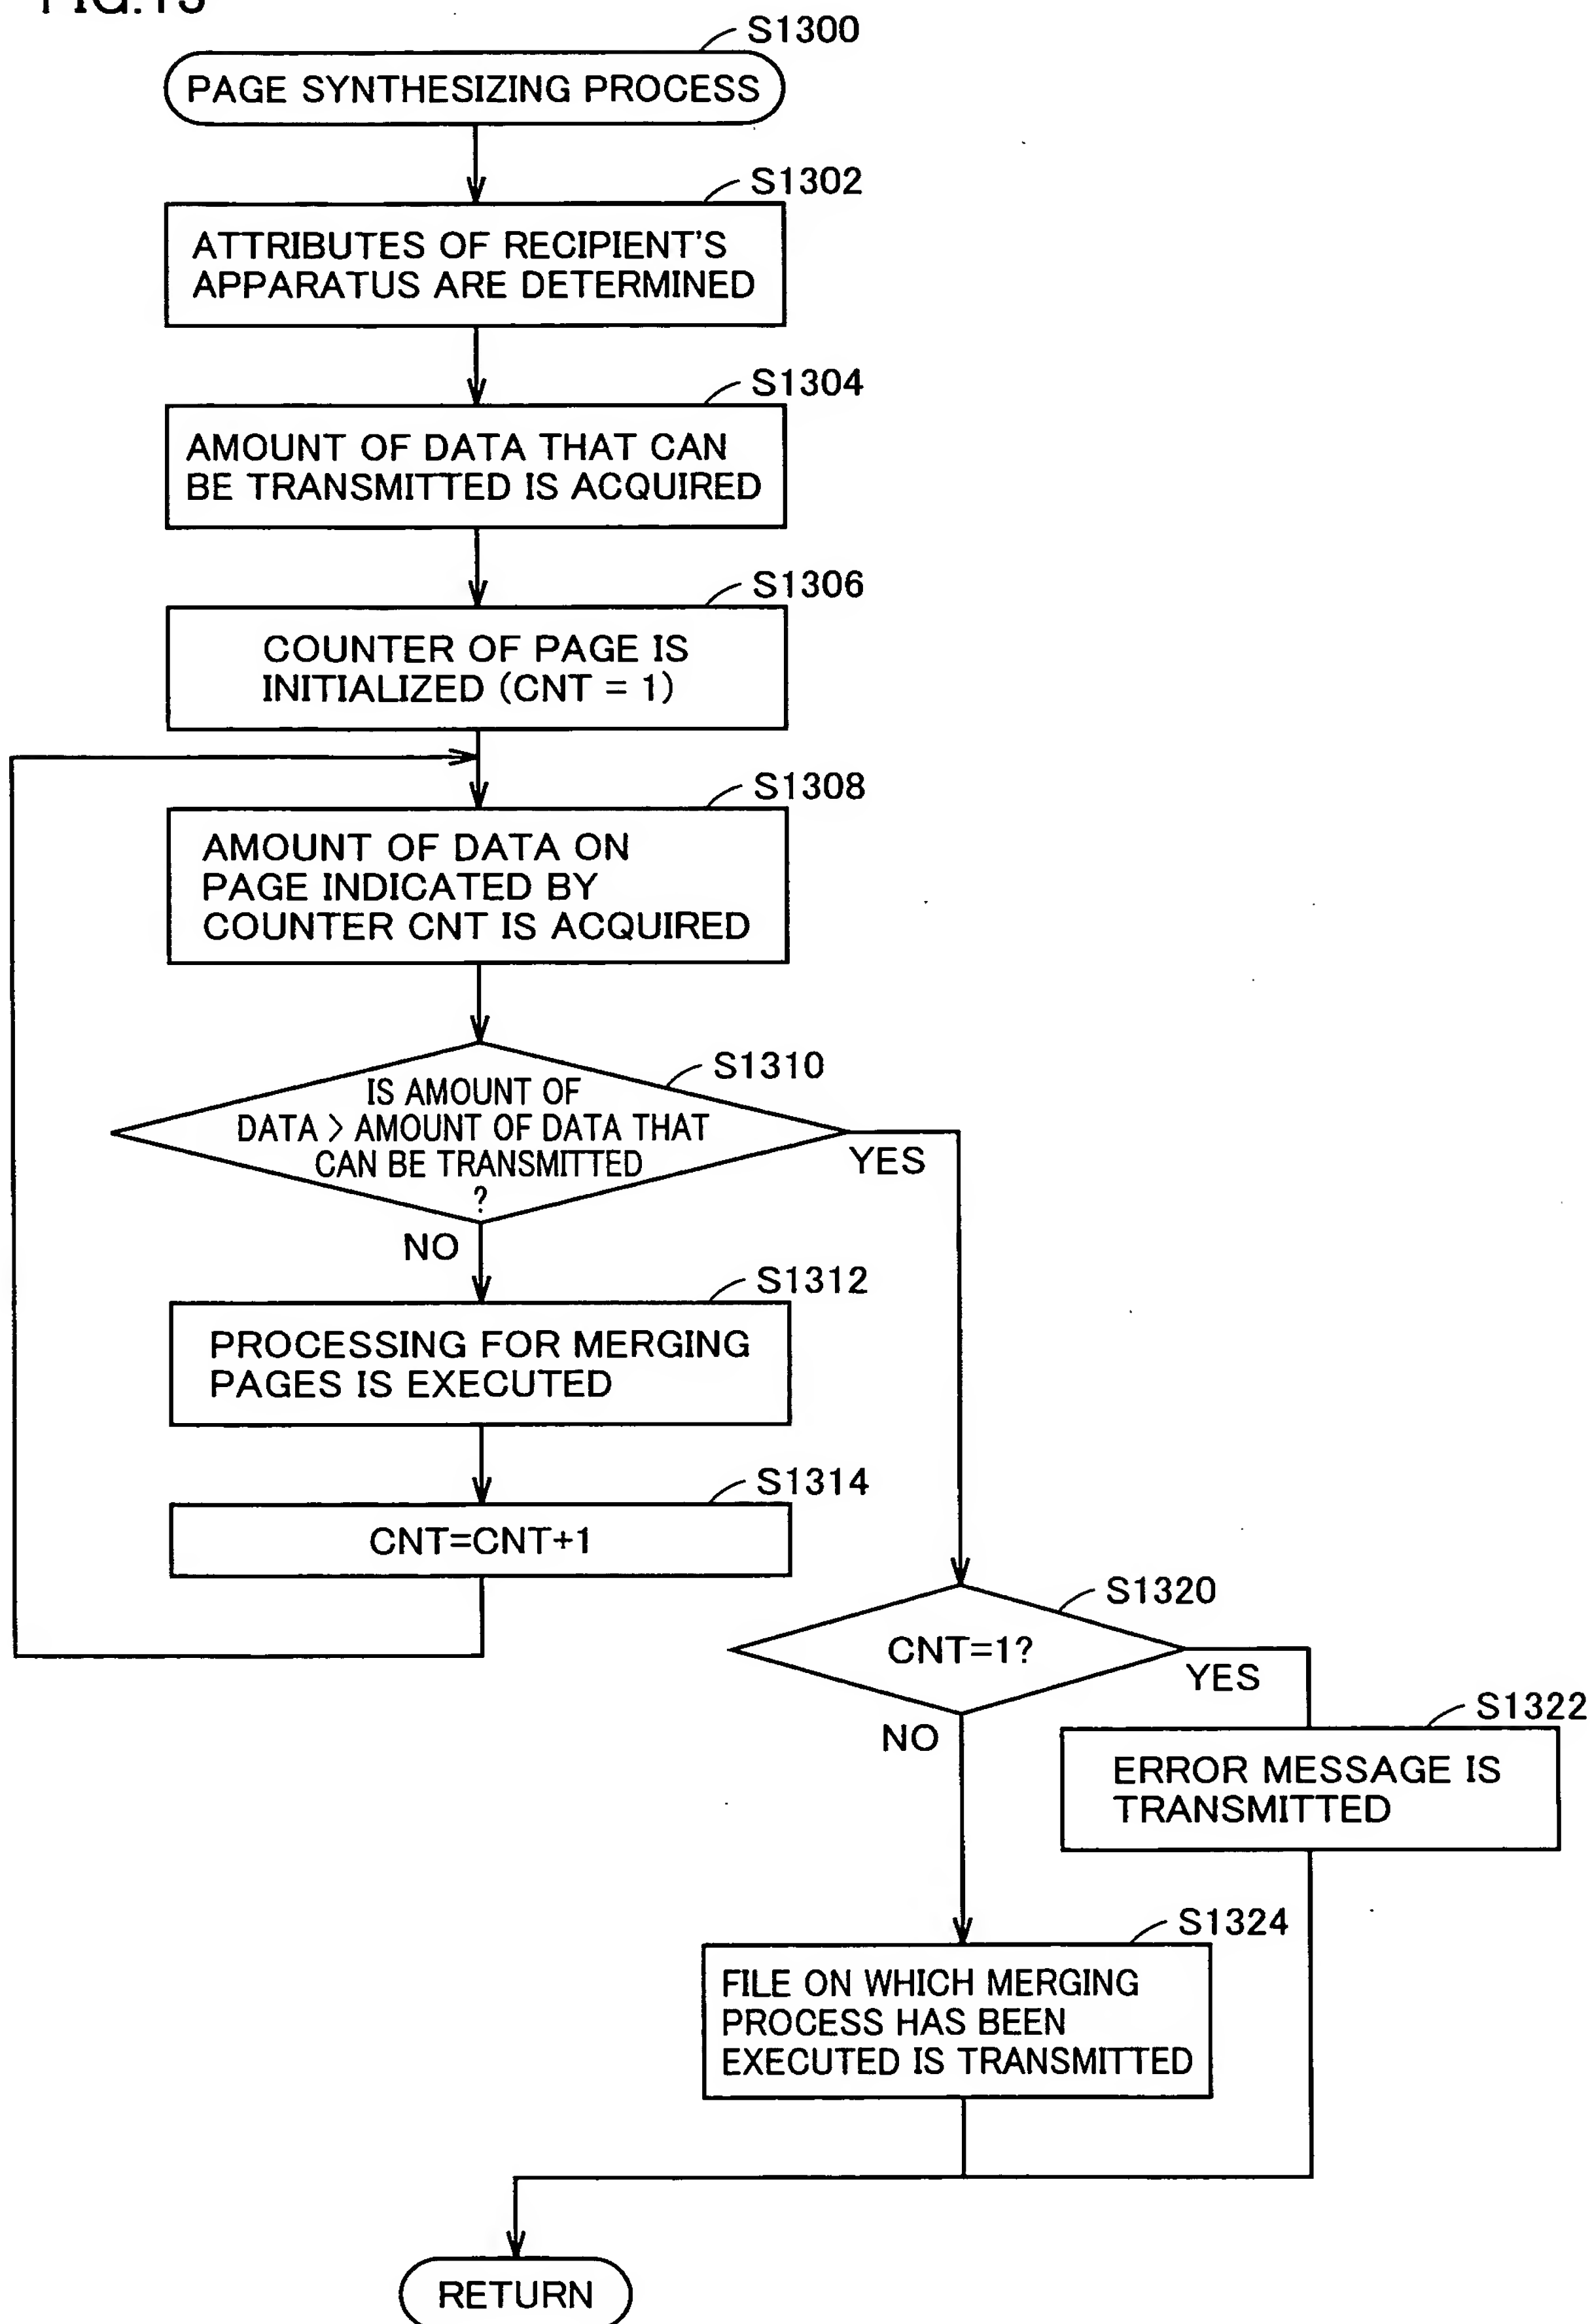 FIG.13
S1300
PAGE SYNTHESIZING PROCESS
S1302
ATTRIBUTES OF RECIPIENT'S
APPARATUS ARE DETERMINED
S1304
AMOUNT OF DATA THAT CAN
BE TRANSMITTED IS ACQUIRED
S1306
COUNTER OF PAGE IS
INITIALIZED (CNT = 1)
S1308
AMOUNT OF DATA ON
PAGE INDICATED BY
COUNTER CNT IS ACQUIRED
S1310
IS AMOUNT OF
DATA > AMOUNT OF DATA THAT
CAN BE TRANSMITTED
?
YES
NO
S1312
PROCESSING FOR MERGING
PAGES IS EXECUTED
S1314
CNT=CNT+1
S1320
CNT=1?
YES
NO
S1322
ERROR MESSAGE IS
TRANSMITTED
S1324
FILE ON WHICH MERGING
PROCESS HAS BEEN
EXECUTED IS TRANSMITTED
RETURN